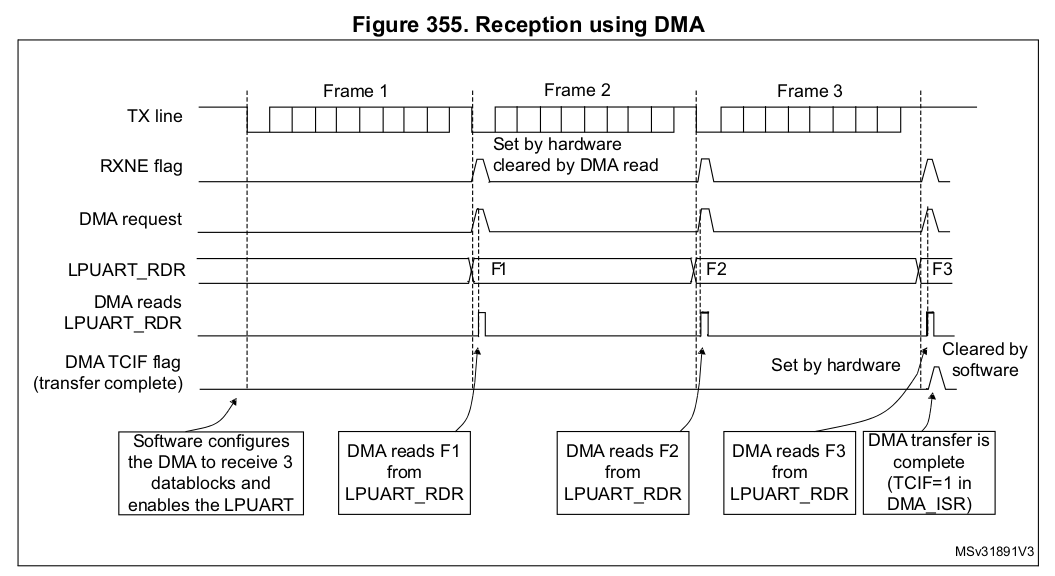 Figure 355. Reception using DMA
Frame 1
Frame 2
Frame 3
TX line
Set by hardware
cleared by DMA read
RXNE flag
DMA request
LPUART_RDR
F1
F2
F3
DMA reads
LPUART_RDR
DMA TCIF flag
(transfer complete)
Set by hardware
Cleared by
software
Software configures
the DMA to receive 3
datablocks and
enables the LPUART
DMA reads F1
from
LPUART_RDR
DMA reads F2
from
LPUART_RDR
DMA reads F3
from
LPUART_RDR
DMA transfer is
complete
(TCIF=1 in
DMA_ISR)
MSv31891V3